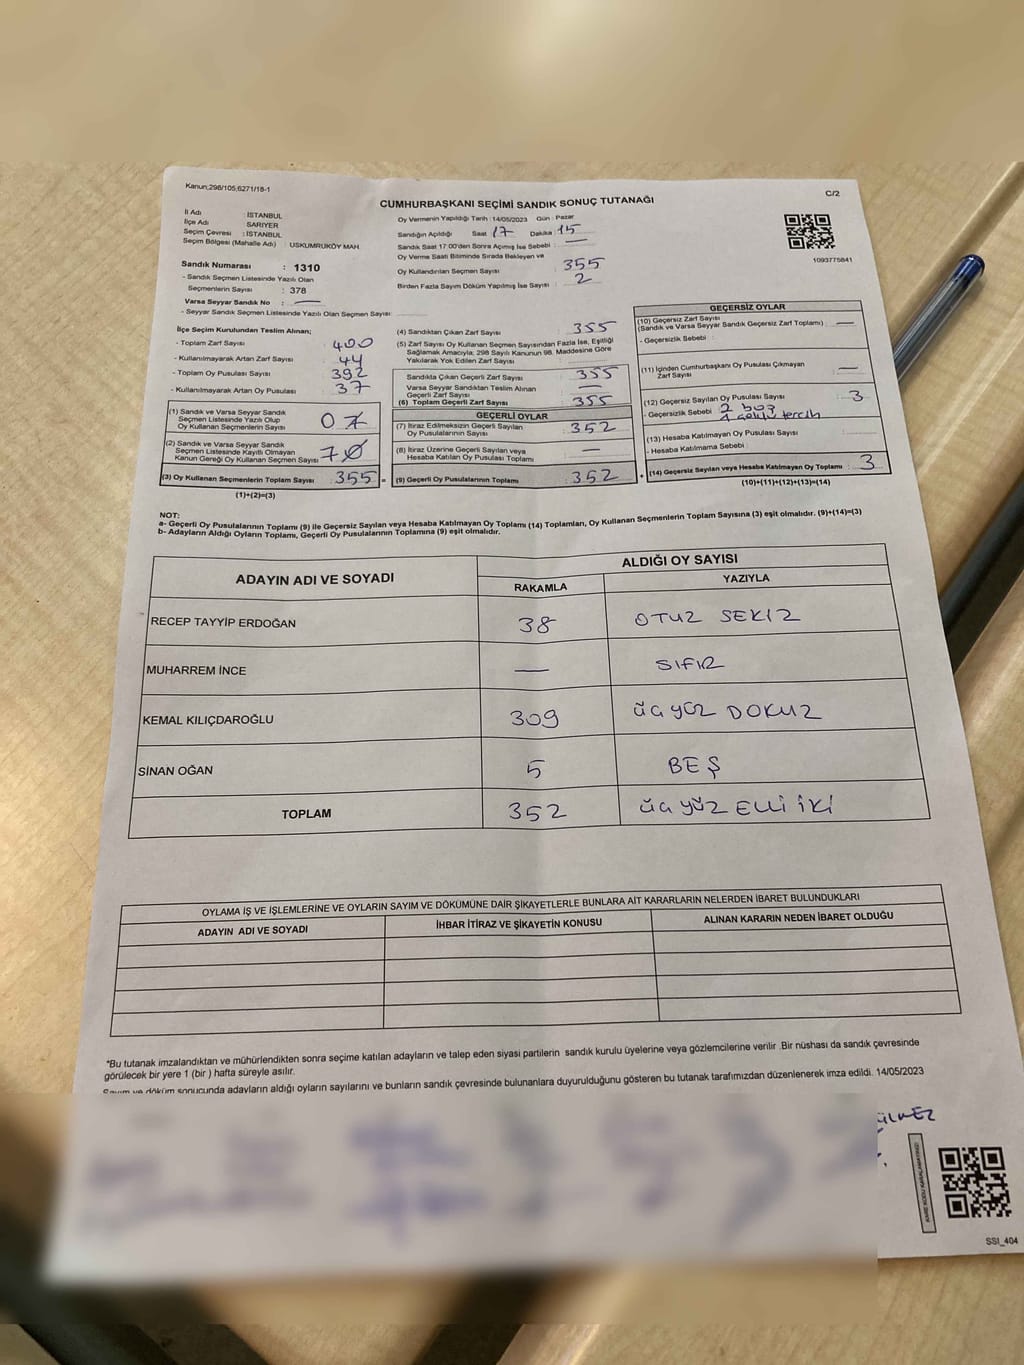 Kanun;298/105,6271/18-1
C/2
CUMHURBAŞKANI SEÇİMİ SANDIK SONUÇ TUTANAĞI
İl Adı : İSTANBUL
İlçe Adı : SARIYER
Seçim Çevresi : İSTANBUL
Seçim Bölgesi (Mahalle Adı) : USKUMRUKÖY MAH.
Sandık Numarası : 1310
- Sandık Seçmen Listesinde Yazılı Olan
Seçmenlerin Sayısı : 378
Varsa Seyyar Sandık No : —
- Seyyar Sandık Seçmen Listesinde Yazılı Olan Seçmen Sayısı:
Oy Vermenin Yapıldığı Tarih :14/05/2023 Gün : Pazar
Sandığın Açıldığı Saat 17 Dakika : 15
Sandık Saat 17:00'den Sonra Açılmış İse Sebebi : —
Oy Verme Saati Bitiminde Sırada Bekleyen ve
Oy Kullandırılan Seçmen Sayısı : 355
Birden Fazla Sayım Döküm Yapılmış İse Sayısı : 2
1093775841
İlçe Seçim Kurulundan Teslim Alınan;
- Toplam Zarf Sayısı : 400
- Kullanılmayarak Artan Zarf Sayısı : 44
- Toplam Oy Pusulası Sayısı : 392
- Kullanılmayarak Artan Oy Pusulası : 37
(1) Sandık ve Varsa Seyyar Sandık
Seçmen Listesinde Yazılı Olup
Oy Kullanan Seçmenlerin Sayısı
(2) Sandık ve Varsa Seyyar Sandık
Seçmen Listesinde Kayıtlı Olmayan
Kanun Gereği Oy Kullanan Seçmen Sayısı
(3) Oy Kullanan Seçmenlerin Toplam Sayısı : 355
(1)+(2)=(3)
(4) Sandıktan Çıkan Zarf Sayısı : 355
(5) Zarf Sayısı Oy Kullanan Seçmen Sayısından Fazla İse, Eşitliği
Sağlamak Amacıyla; 298 Sayılı Kanunun 98. Maddesine Göre
Yakılarak Yok Edilen Zarf Sayısı :
Sandıkla Çıkan Geçerli Zarf Sayısı : 355
Varsa Seyyar Sandıktan Teslim Alınan
Geçerli Zarf Sayısı : —
(6) Toplam Geçerli Zarf Sayısı : 355
GEÇERLİ OYLAR
(7) İtiraz Edilmeksizin Geçerli Sayılan
Oy Pusulalarının Sayısı : 352
(8) İtiraz Üzerine Geçerli Sayılan veya
Hesaba Katılan Oy Pusulası Toplamı : —
(9) Geçerli Oy Pusulalarının Toplamı : 352
GEÇERSİZ OYLAR
(10) Geçersiz Zarf Sayısı
(Sandık ve Varsa Seyyar Sandık Geçersiz Zarf Toplamı) : —
- Geçersizlik Sebebi :
(11) İçinden Cumhurbaşkanı Oy Pusulası Çıkmayan
Zarf Sayısı : —
(12) Geçersiz Sayılan Oy Pusulası Sayısı : 3
- Geçersizlik Sebebi 2 boş
1 çoklu tercih
(13) Hesaba Katılmayan Oy Pusulası Sayısı
- Hesaba Katılmama Sebebi :
(14) Geçersiz Sayılan veya Hesaba Katılmayan Oy Toplamı : 3
(10)+(11)+(12)+(13)=(14)
NOT:
a- Geçerli Oy Pusulalarının Toplamı (9) ile Geçersiz Sayılan veya Hesaba Katılmayan Oy Toplamı (14) Toplamları, Oy Kullanan Seçmenlerin Toplam Sayısına (3) eşit olmalıdır. (9)+(14)=(3)
b- Adayların Aldığı Oyların Toplamı, Geçerli Oy Pusulalarının Toplamına (9) eşit olmalıdır.
ADAYIN ADI VE SOYADI ALDIĞI OY SAYISI
RAKAMLA YAZIYLA
RECEP TAYYİP ERDOĞAN 38 OTUZ SEKİZ
MUHARREM İNCE — SIFIR
KEMAL KILIÇDAROĞLU 309 üç yüz DOKUZ
SİNAN OĞAN 5 BEŞ
TOPLAM 352 üç yüz ELLİ İKİ
OYLAMA İŞ VE İŞLEMLERİNE VE OYLARIN SAYIM VE DÖKÜMÜNE DAİR ŞİKAYETLERLE BUNLARA AİT KARARLARIN NELERDEN İBARET BULUNDUKLARI
ADAYIN ADI VE SOYADI İHBAR İTİRAZ VE ŞİKAYETİN KONUSU ALINAN KARARIN NEDEN İBARET OLDUĞU
*Bu tutanak imzalandıktan ve mühürlendikten sonra seçime katılan adayların ve talep eden siyasi partilerin sandık kurulu üyelerine veya gözlemcilerine verilir .Bir nüshası da sandık çevresinde
görülecek bir yere 1 (bir ) hafta süreyle asılır.
Sayım ve döküm sonucunda adayların aldığı oyların sayılarını ve bunların sandık çevresinde bulunanlara duyurulduğunu gösteren bu tutanak tarafımızdan düzenlenerek imza edildi. 14/05/2023
SSI_404